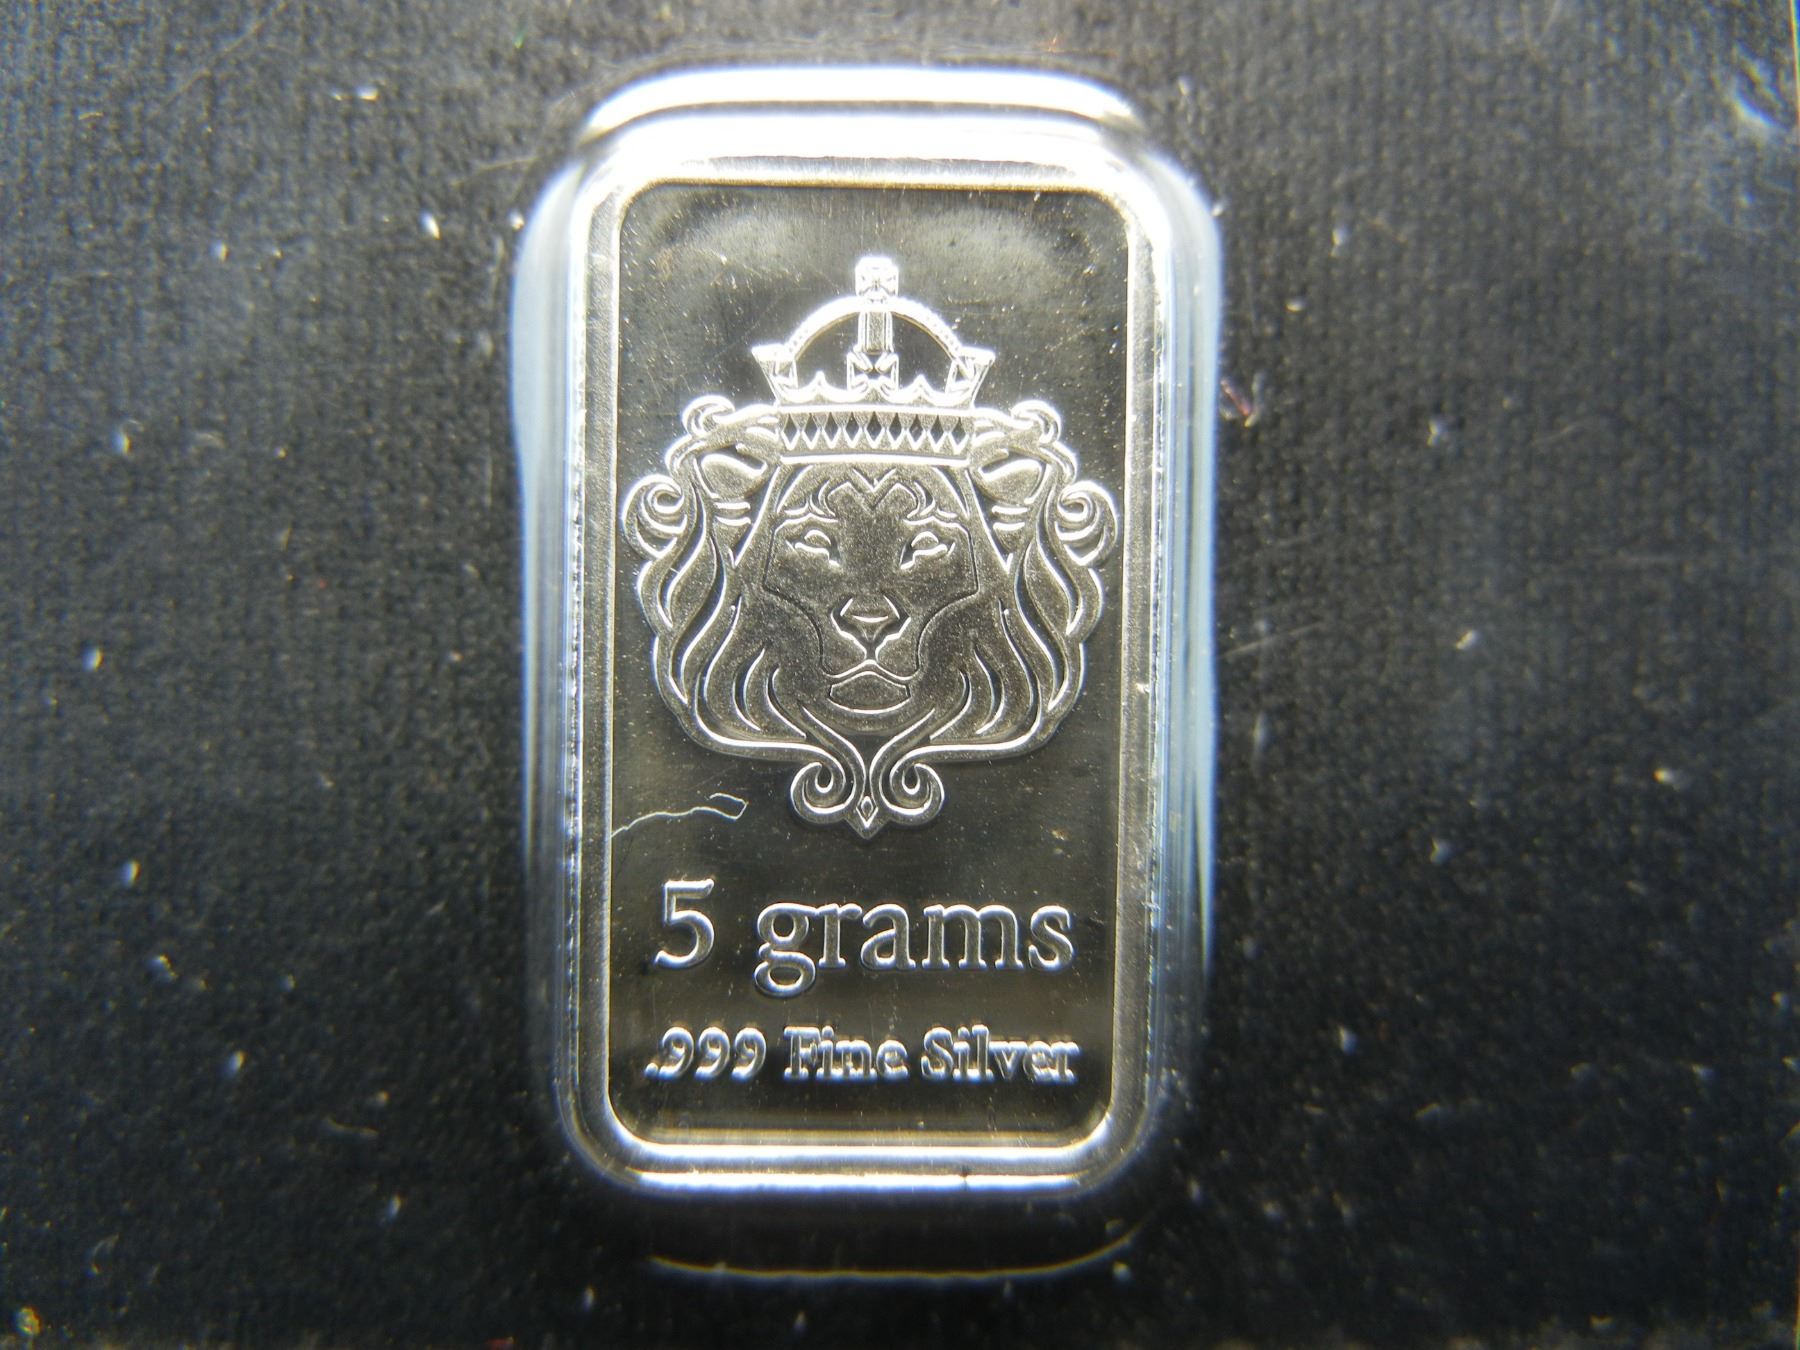 5 grams
.999 Fine Silver